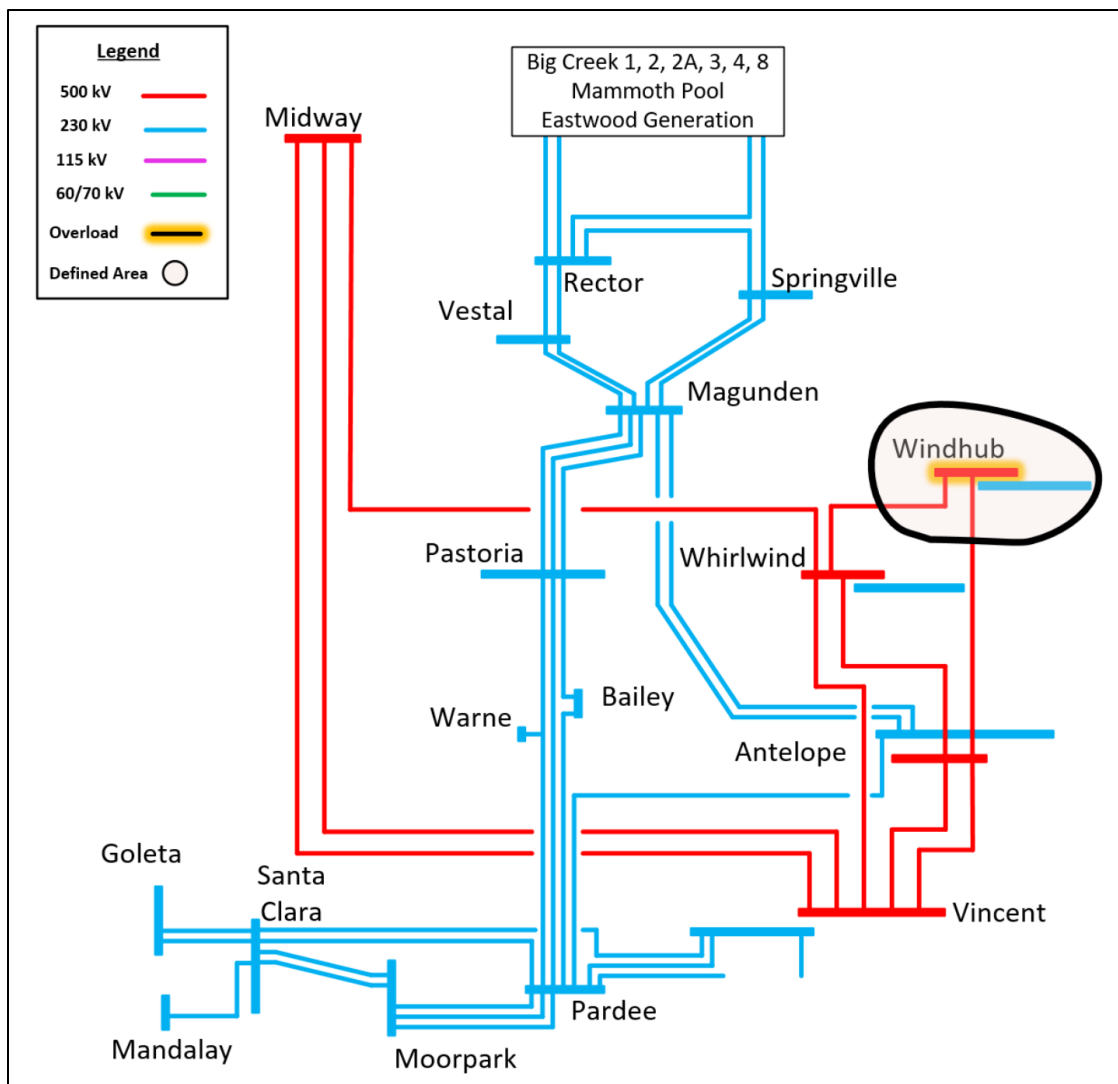 Legend
500 kV
230 kV
115 kV
60/70 kV
Overload
Defined Area
Big Creek 1, 2, 2A, 3, 4, 8
Mammoth Pool
Eastwood Generation
Midway
Rector
Springville
Vestal
Magunden
Windhub
Pastoria
Whirlwind
Bailey
Warne
Antelope
Goleta
Santa
Clara
Vincent
Pardee
Mandalay
Moorpark